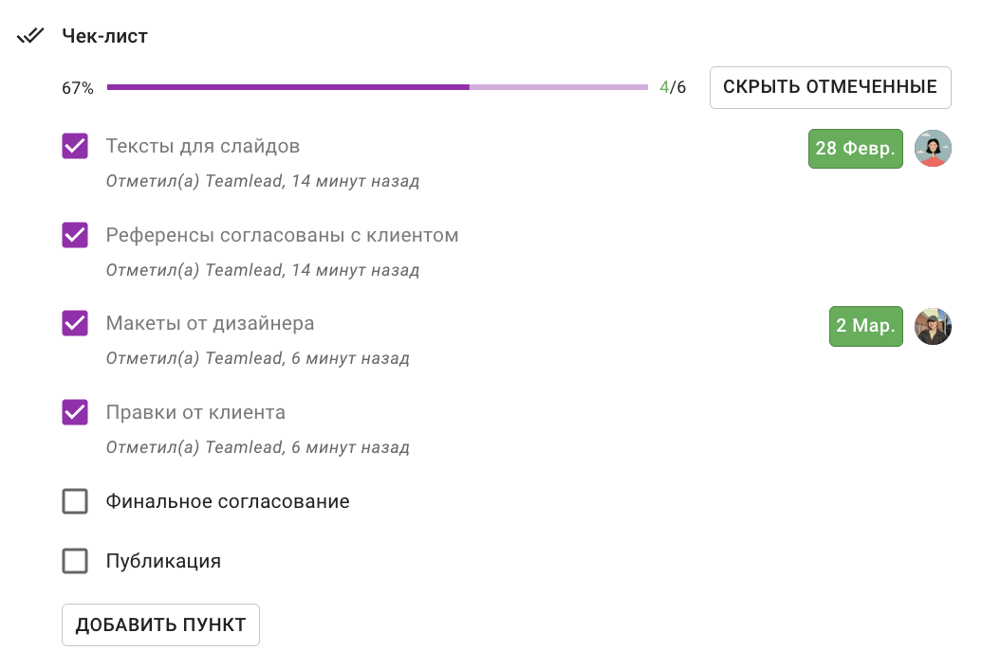 Чек-лист
67% 4/6 СКРЫТЬ ОТМЕЧЕННЫЕ
Тексты для слайдов 28 Февр.
Отметил(а) Teamlead, 14 минут назад
Референсы согласованы с клиентом
Отметил(а) Teamlead, 14 минут назад
Макеты от дизайнера 2 Мар.
Отметил(а) Teamlead, 6 минут назад
Правки от клиента
Отметил(а) Teamlead, 6 минут назад
Финальное согласование
Публикация
ДОБАВИТЬ ПУНКТ